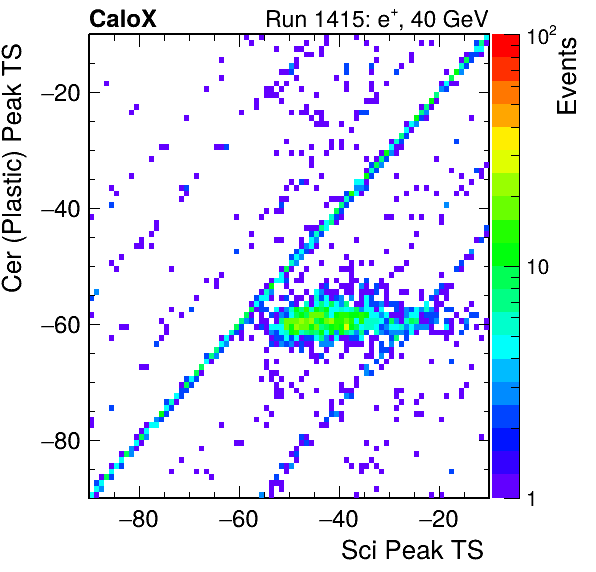 CaloX Run 1415: e+, 40 GeV
Cer (Plastic) Peak TS
−20
−40
−60
−80
−80 −60 −40 −20
Sci Peak TS
10²
10
1
Events